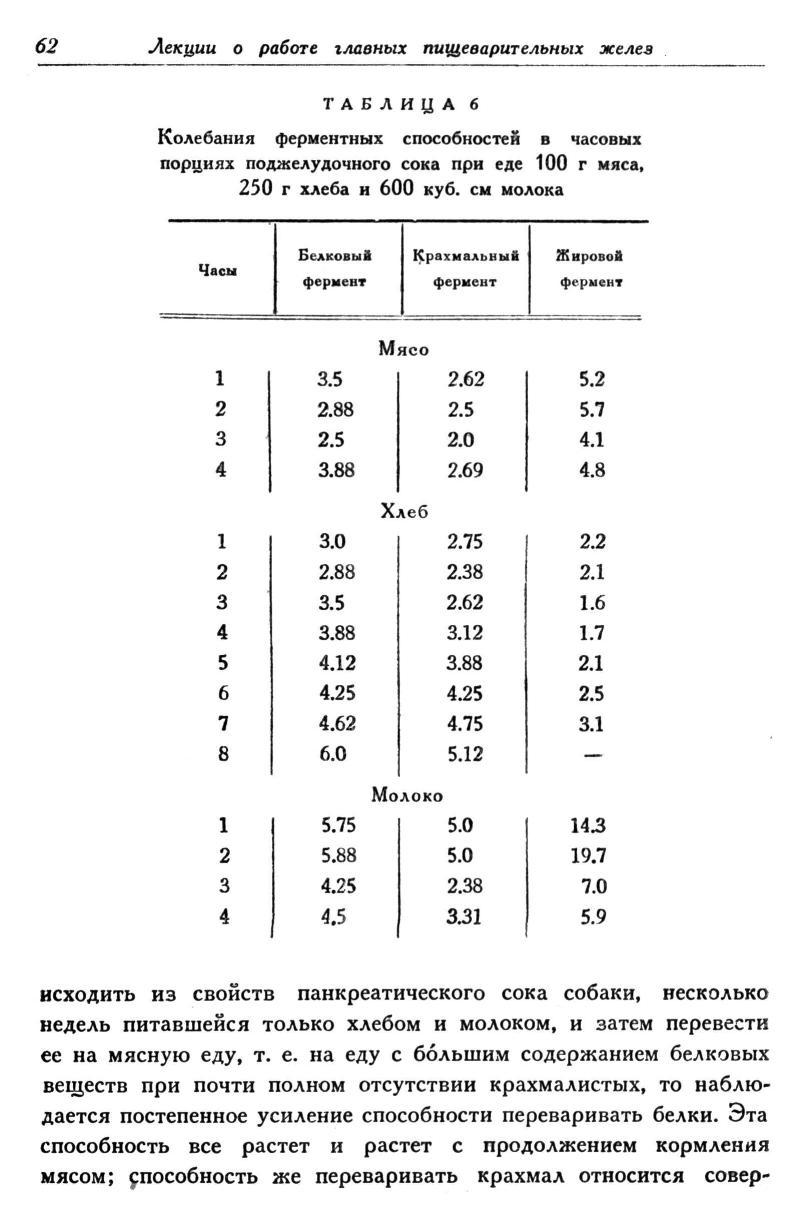 62 Лекции о работе главных пищеварительных желез
ТАБЛИЦА 6
Колебания ферментных способностей в часовых
порциях поджелудочного сока при еде 100 г мяса,
250 г хлеба и 600 куб. см молока
Часы Белковый фермент Крахмальный фермент Жировой фермент
Мясо
1 3.5 2.62 5.2
2 2.88 2.5 5.7
3 2.5 2.0 4.1
4 3.88 2.69 4.8
Хлеб
1 3.0 2.75 2.2
2 2.88 2.38 2.1
3 3.5 2.62 1.6
4 3.88 3.12 1.7
5 4.12 3.88 2.1
6 4.25 4.25 2.5
7 4.62 4.75 3.1
8 6.0 5.12 —
Молоко
1 5.75 5.0 14.3
2 5.88 5.0 19.7
3 4.25 2.38 7.0
4 4.5 3.31 5.9
исходить из свойств панкреатического сока собаки, несколько
недель питавшейся только хлебом и молоком, и затем перевести
ее на мясную еду, т. е. на еду с бо́льшим содержанием белковых
веществ при почти полном отсутствии крахмалистых, то наблю-
дается постепенное усиление способности переваривать белки. Эта
способность все растет и растет с продолжением кормления
мясом; способность же переваривать крахмал относится совер-